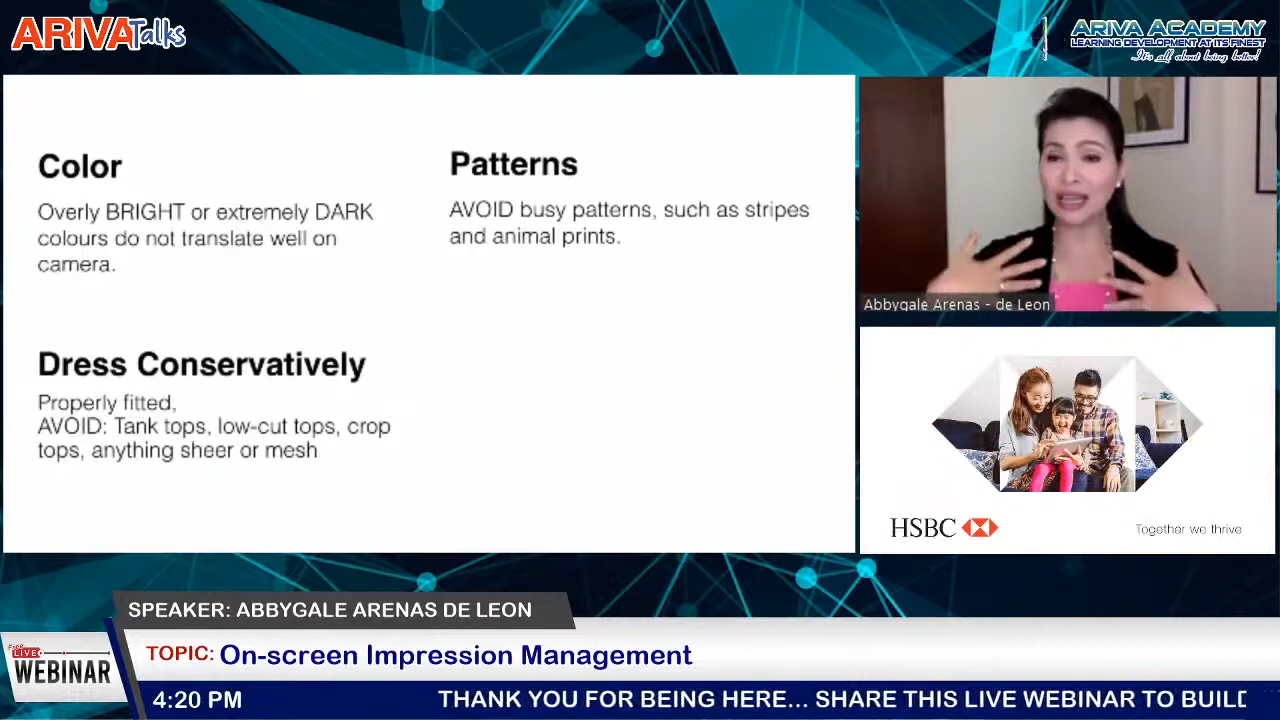 ARIVATalks
ARIVA ACADEMY
LEARNING DEVELOPMENT AT ITS FINEST
It's all about being better!
Color
Overly BRIGHT or extremely DARK
colours do not translate well on
camera.
Patterns
AVOID busy patterns, such as stripes
and animal prints.
Dress Conservatively
Properly fitted,
AVOID: Tank tops, low-cut tops, crop
tops, anything sheer or mesh
Abbygale Arenas - de Leon
HSBC
Together we thrive
SPEAKER: ABBYGALE ARENAS DE LEON
Free LIVE
WEBINAR
TOPIC: On-screen Impression Management
4:20 PM
THANK YOU FOR BEING HERE... SHARE THIS LIVE WEBINAR TO BUILD